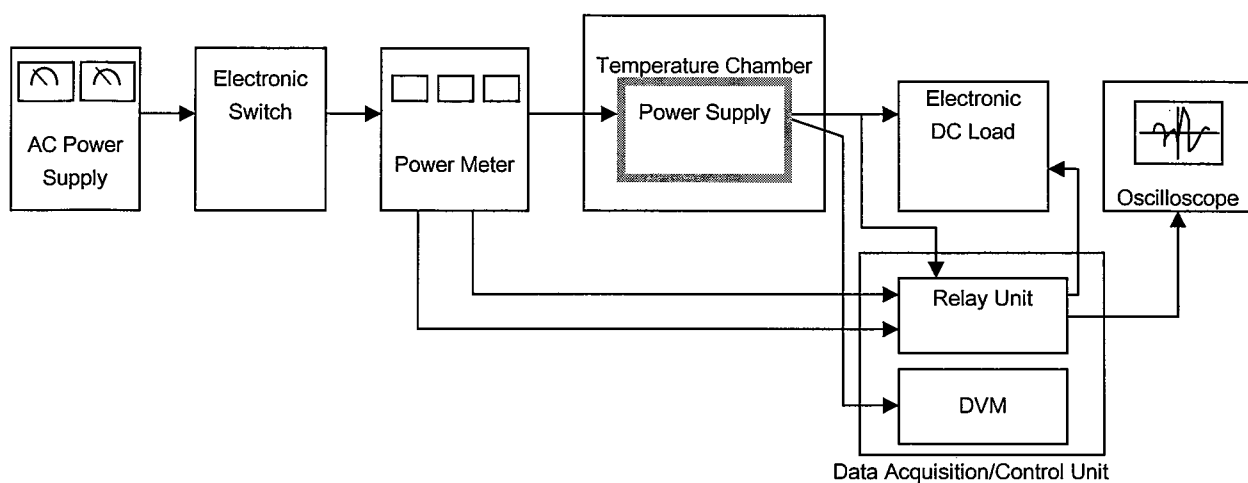 AC Power
Supply
Electronic
Switch
Power Meter
Temperature Chamber
Power Supply
Electronic
DC Load
Oscilloscope
Relay Unit
DVM
Data Acquisition/Control Unit